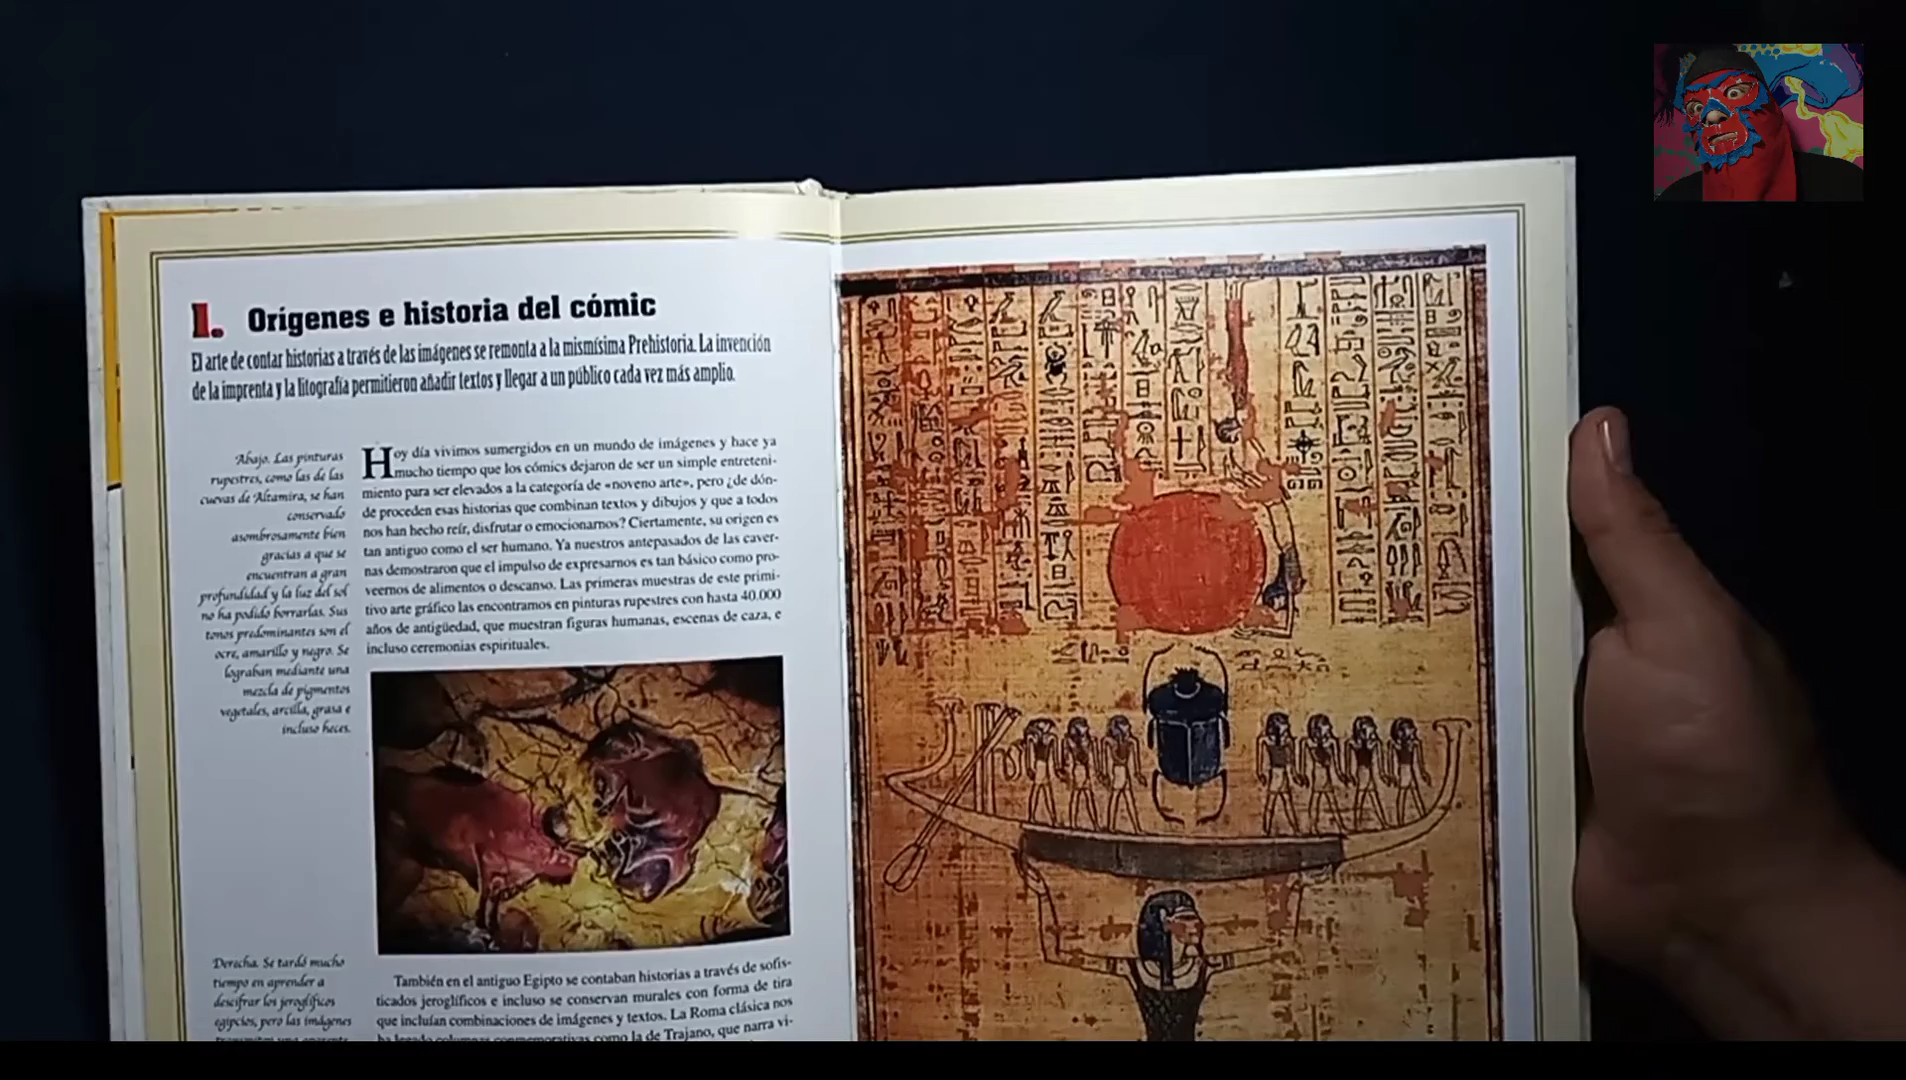 1. Orígenes e historia del cómic
El arte de contar historias a través de las imágenes se remonta a la mismísima Prehistoria. La invención
de la imprenta y la litografía permitieron añadir textos y llegar a un público cada vez más amplio.
Abajo. Las pinturas
rupestres, como las de las
cuevas de Altamira, se han
conservado
asombrosamente bien
gracias a que se
encuentran a gran
profundidad y la luz del sol
no ha podido borrarlas. Sus
tonos predominantes son el
ocre, amarillo y negro. Se
lograban mediante una
mezcla de pigmentos
vegetales, arcilla, grasa e
incluso heces.
Hoy día vivimos sumergidos en un mundo de imágenes y hace ya
mucho tiempo que los cómics dejaron de ser un simple entreteni-
miento para ser elevados a la categoría de «noveno arte», pero ¿de dón-
de proceden esas historias que combinan textos y dibujos y que a todos
nos han hecho reír, disfrutar o emocionarnos? Ciertamente, su origen es
tan antiguo como el ser humano. Ya nuestros antepasados de las caver-
nas demostraron que el impulso de expresarnos es tan básico como pro-
veernos de alimentos o descanso. Las primeras muestras de este primi-
tivo arte gráfico las encontramos en pinturas rupestres con hasta 40.000
años de antigüedad, que muestran figuras humanas, escenas de caza, e
incluso ceremonias espirituales.
Derecha. Se tardó mucho
tiempo en aprender a
descifrar los jeroglíficos
egipcios, pero las imágenes
También en el antiguo Egipto se contaban historias a través de sofis-
ticados jeroglíficos e incluso se conservan murales con forma de tira
que incluían combinaciones de imágenes y textos. La Roma clásica nos
ha legado columnas conmemorativas como la de Trajano, que narra vi-